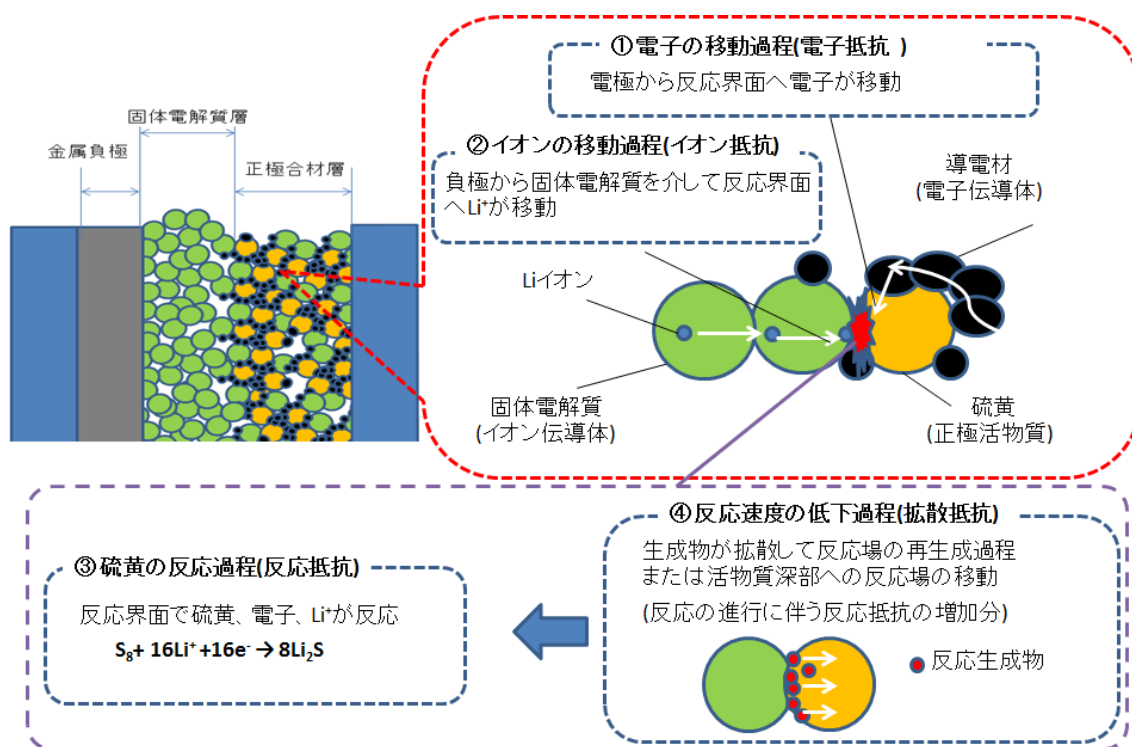 ①電子の移動過程(電子抵抗 )
電極から反応界面へ電子が移動
固体電解質層
金属負極
正極合材層
②イオンの移動過程(イオン抵抗)
負極から固体電解質を介して反応界面
へLi⁺が移動
導電材
(電子伝導体)
Liイオン
固体電解質
(イオン伝導体)
硫黄
(正極活物質)
③硫黄の反応過程(反応抵抗)
反応界面で硫黄、電子、Li⁺が反応
S₈+ 16Li⁺ +16e⁻ → 8Li₂S
④反応速度の低下過程(拡散抵抗)
生成物が拡散して反応場の再生成過程
または活物質深部への反応場の移動
(反応の進行に伴う反応抵抗の増加分)
反応生成物